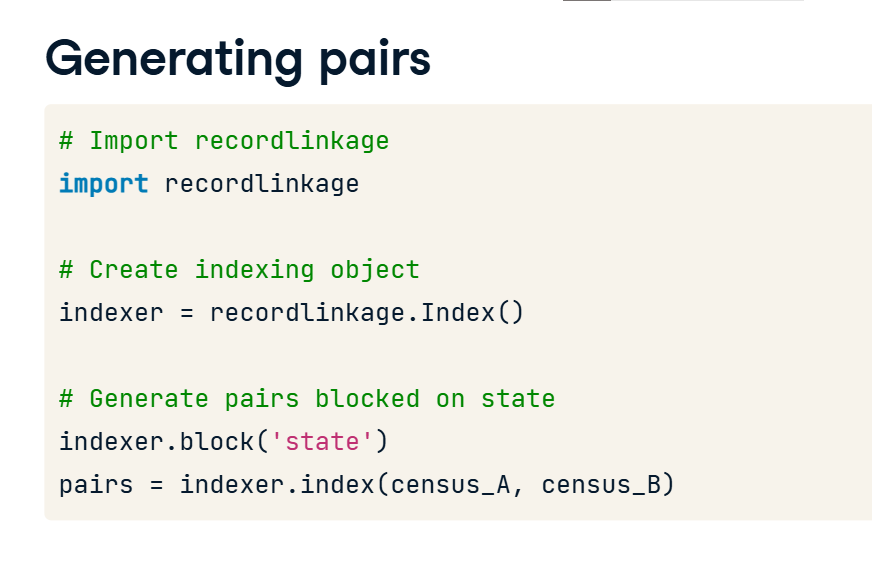 Generating pairs
# Import recordlinkage
import recordlinkage
# Create indexing object
indexer = recordlinkage.Index()
# Generate pairs blocked on state
indexer.block('state')
pairs = indexer.index(census_A, census_B)